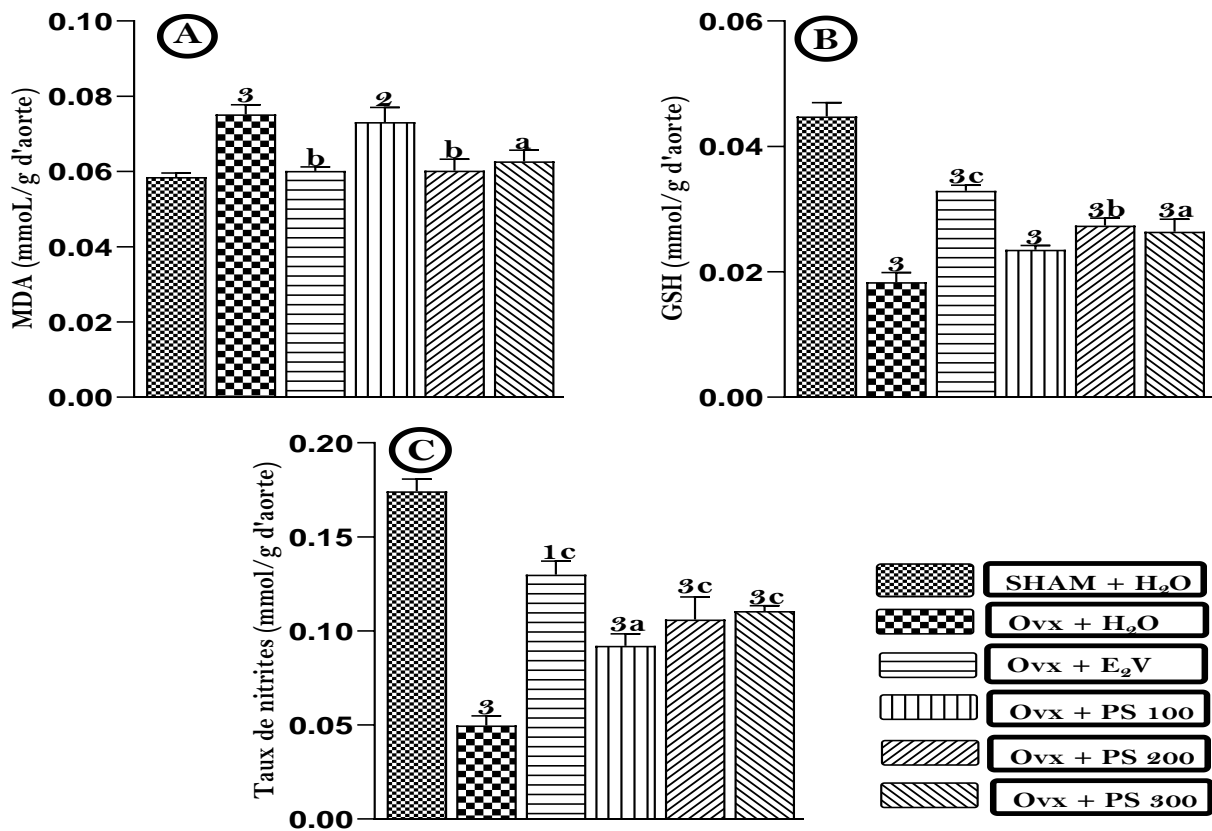 A
MDA (mmoL/g d'aorte)
0.10
0.08
0.06
0.04
0.02
0.00
3
b
2
b
a
B
GSH (mmol/g d'aorte)
0.06
0.04
0.02
0.00
3
3c
3
3b
3a
C
Taux de nitrites (mmol/g d'aorte)
0.20
0.15
0.10
0.05
0.00
3
1c
3a
3c
3c
SHAM + H₂O
Ovx + H₂O
Ovx + E₂V
Ovx + PS 100
Ovx + PS 200
Ovx + PS 300